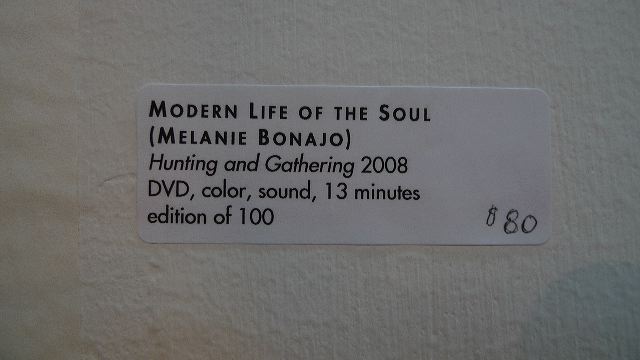 MODERN LIFE OF THE SOUL
(MELANIE BONAJO)
Hunting and Gathering 2008
DVD, color, sound, 13 minutes
edition of 100
$80